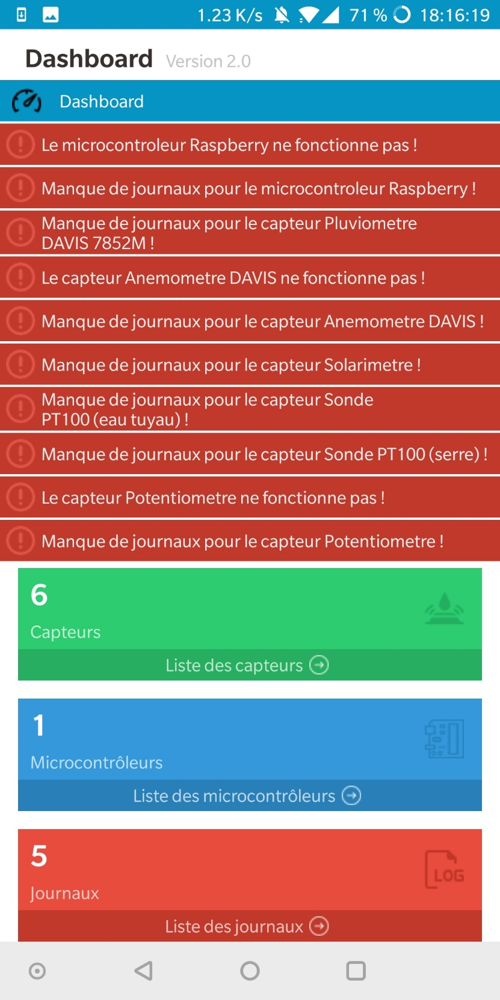 1.23 K/s 71 % 18:16:19
Dashboard Version 2.0
Dashboard
Le microcontroleur Raspberry ne fonctionne pas !
Manque de journaux pour le microcontroleur Raspberry !
Manque de journaux pour le capteur Pluviometre
DAVIS 7852M !
Le capteur Anemometre DAVIS ne fonctionne pas !
Manque de journaux pour le capteur Anemometre DAVIS !
Manque de journaux pour le capteur Solarimetre !
Manque de journaux pour le capteur Sonde
PT100 (eau tuyau) !
Manque de journaux pour le capteur Sonde PT100 (serre) !
Le capteur Potentiometre ne fonctionne pas !
Manque de journaux pour le capteur Potentiometre !
6
Capteurs
Liste des capteurs
1
Microcontrôleurs
Liste des microcontrôleurs
5
LOG
Journaux
Liste des journaux